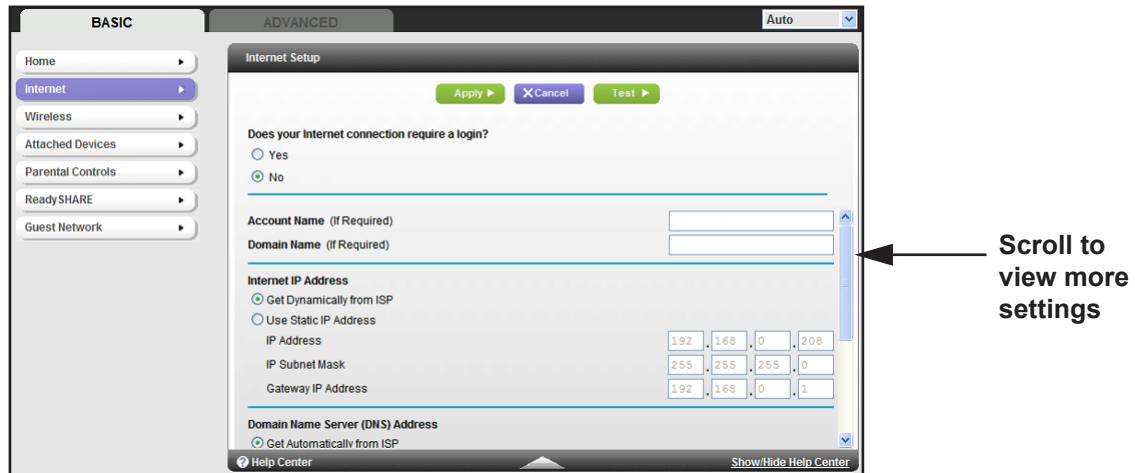 BASIC
ADVANCED
Auto
Home
Internet
Wireless
Attached Devices
Parental Controls
ReadySHARE
Guest Network
Internet Setup
Apply
Cancel
Test
Does your Internet connection require a login?
Yes
No
Account Name (If Required)
Domain Name (If Required)
Internet IP Address
Get Dynamically from ISP
Use Static IP Address
IP Address 192 . 168 . 0 . 208
IP Subnet Mask 255 . 255 . 255 . 0
Gateway IP Address 192 . 168 . 0 . 1
Domain Name Server (DNS) Address
Get Automatically from ISP
Help Center
Show/Hide Help Center
Scroll to
view more
settings